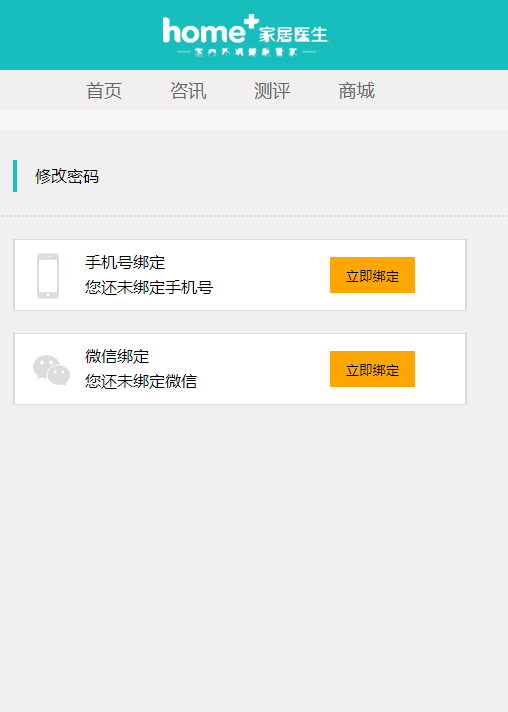 home+家居医生
首页 咨讯 测评 商城
修改密码
手机号绑定
您还未绑定手机号
立即绑定
微信绑定
您还未绑定微信
立即绑定